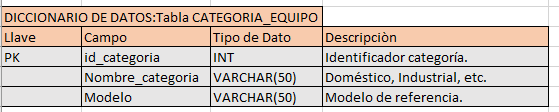 DICCIONARIO DE DATOS:Tabla CATEGORIA_EQUIPO
Llave Campo Tipo de Dato Descripciòn
PK id_categoria INT Identificador categoría.
Nombre_categoria VARCHAR(50) Doméstico, Industrial, etc.
Modelo VARCHAR(50) Modelo de referencia.